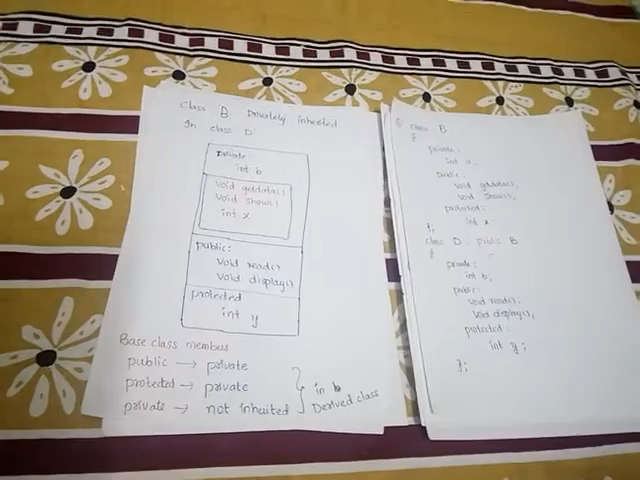 Class B Privately inherited
In class D
private
int b
void getdata()
void show()
int x
public:
void read()
void display()
protected
int y
Base class members
public → private
protected → private
private → not inhaited
in
Derived class
class B
{
private:
int a,
public:
void getdata();
void show();
protected:
int x
};
class D : public B
{
private:
int b;
public:
void read();
void display();
protected:
int y;
};